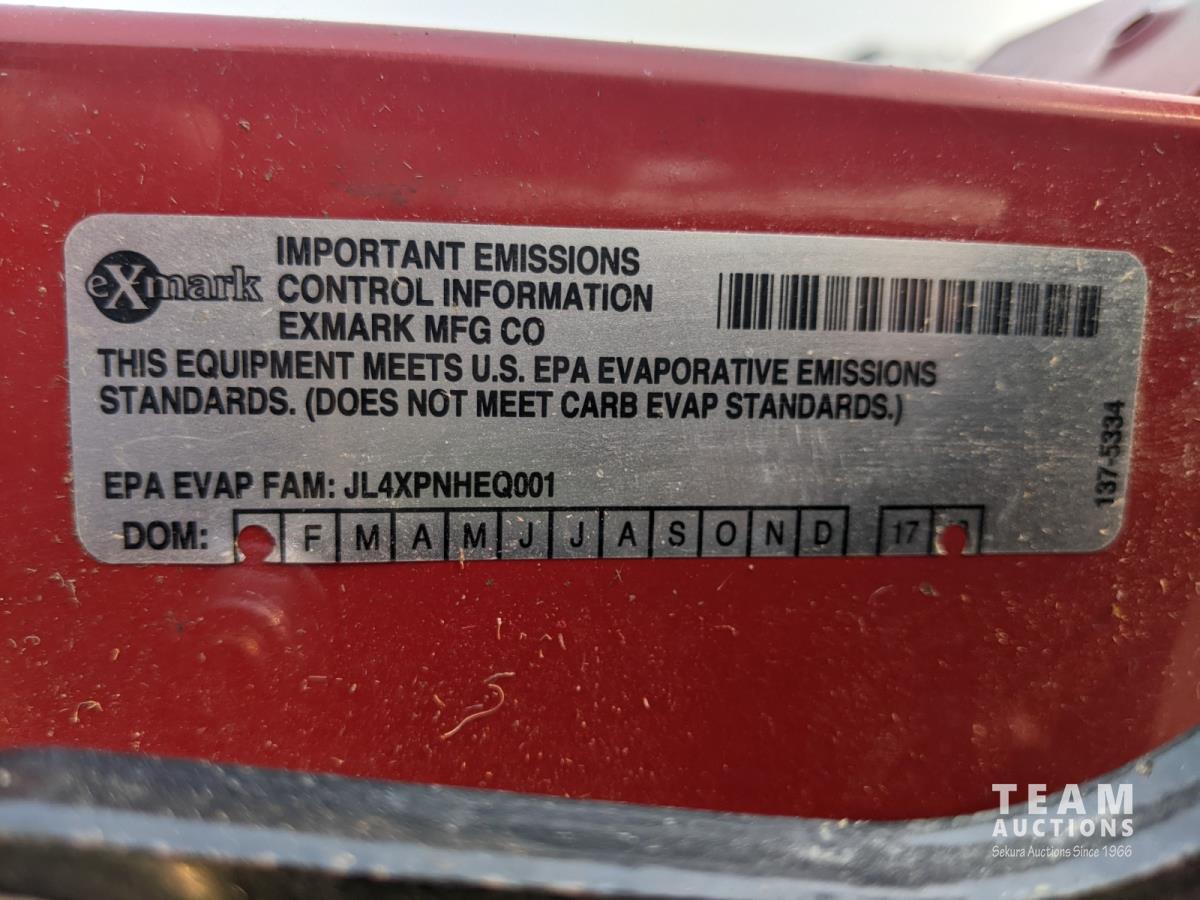 eXmark
IMPORTANT EMISSIONS
CONTROL INFORMATION
EXMARK MFG CO
THIS EQUIPMENT MEETS U.S. EPA EVAPORATIVE EMISSIONS
STANDARDS. (DOES NOT MEET CARB EVAP STANDARDS.)
137-5334
EPA EVAP FAM: JL4XPNHEQ001
DOM: F M A M J J A S O N D 17
TEAM
AUCTIONS
Sekura Auctions Since 1966